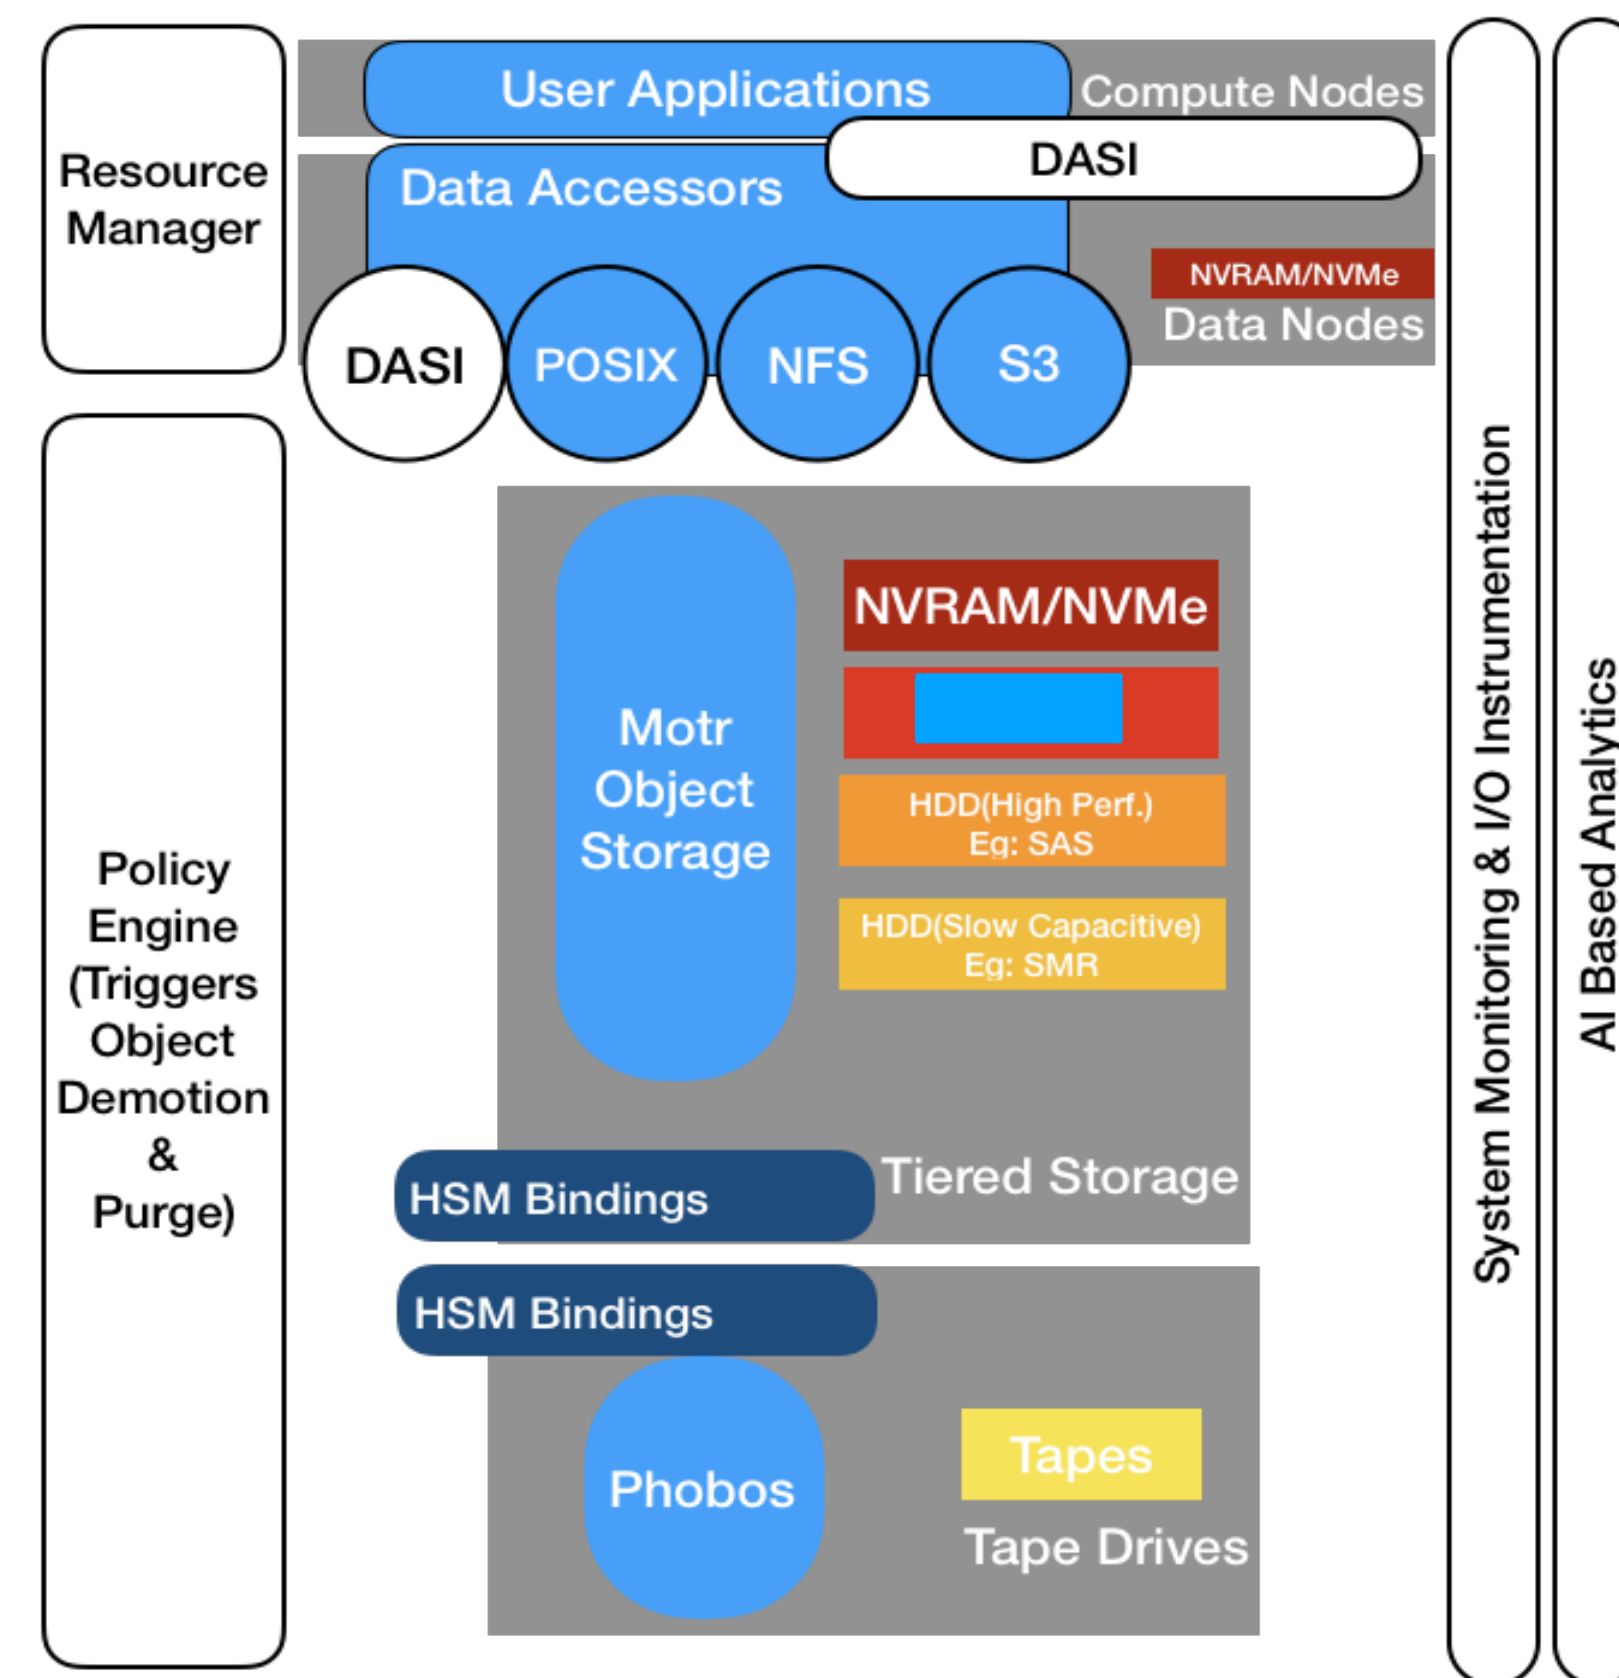 Resource
Manager
User Applications
Compute Nodes
DASI
Data Accessors
NVRAM/NVMe
Data Nodes
DASI
POSIX
NFS
S3
Policy
Engine
(Triggers
Object
Demotion
&
Purge)
Motr
Object
Storage
NVRAM/NVMe
HDD(High Perf.)
Eg: SAS
HDD(Slow Capacitive)
Eg: SMR
HSM Bindings
Tiered Storage
HSM Bindings
Phobos
Tapes
Tape Drives
System Monitoring & I/O Instrumentation
AI Based Analytics